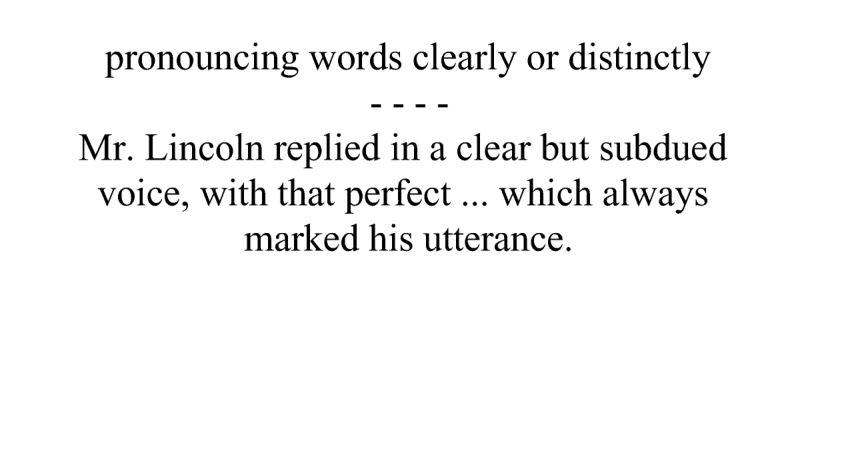 pronouncing words clearly or distinctly
- - - -
Mr. Lincoln replied in a clear but subdued
voice, with that perfect ... which always
marked his utterance.